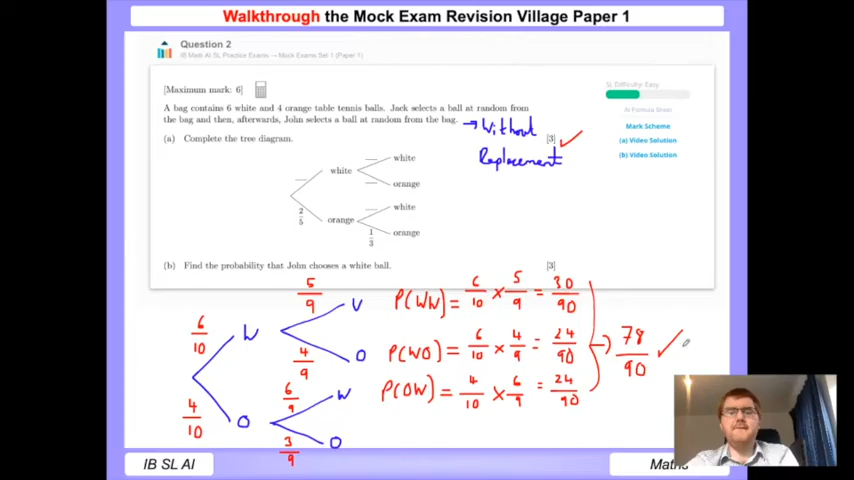 Walkthrough the Mock Exam Revision Village Paper 1
Question 2
IB Math AI SL Practice Exams → Mock Exams Set 1 (Paper 1)
[Maximum mark: 6]
SL Difficulty: Easy
A bag contains 6 white and 4 orange table tennis balls. Jack selects a ball at random from
the bag and then, afterwards, John selects a ball at random from the bag.
→ Without
Replacement
AI Formula Sheet
Mark Scheme
(a) Video Solution
(b) Video Solution
(a) Complete the tree diagram.
[3] ✓
white
white
orange
2/5
orange
white
1/3
orange
(b) Find the probability that John chooses a white ball.
[3]
6/10 W
5/9 W
4/9 O
4/10 O
6/9 W
3/9 O
P(WW) = 6/10 × 5/9 = 30/90
P(WO) = 6/10 × 4/9 = 24/90
P(OW) = 4/10 × 6/9 = 24/90
→ 78/90 ✓
IB SL AI
Maths